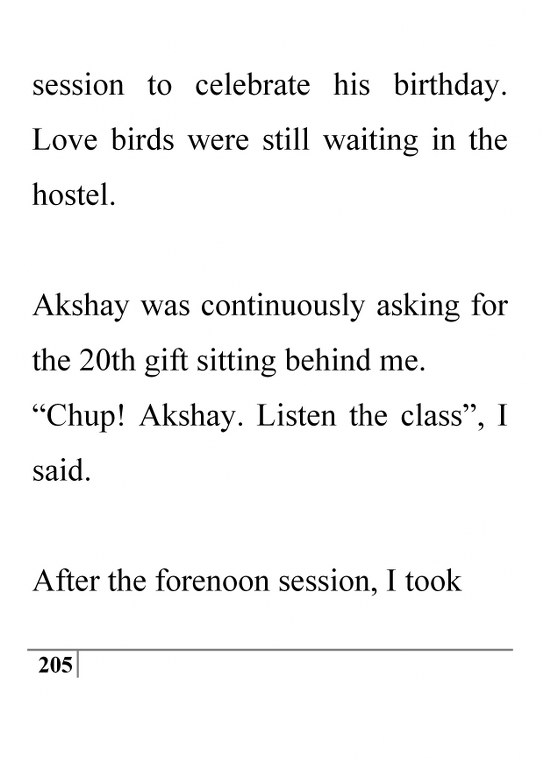 session to celebrate his birthday.
Love birds were still waiting in the
hostel.
Akshay was continuously asking for
the 20th gift sitting behind me.
“Chup! Akshay. Listen the class”, I
said.
After the forenoon session, I took
205